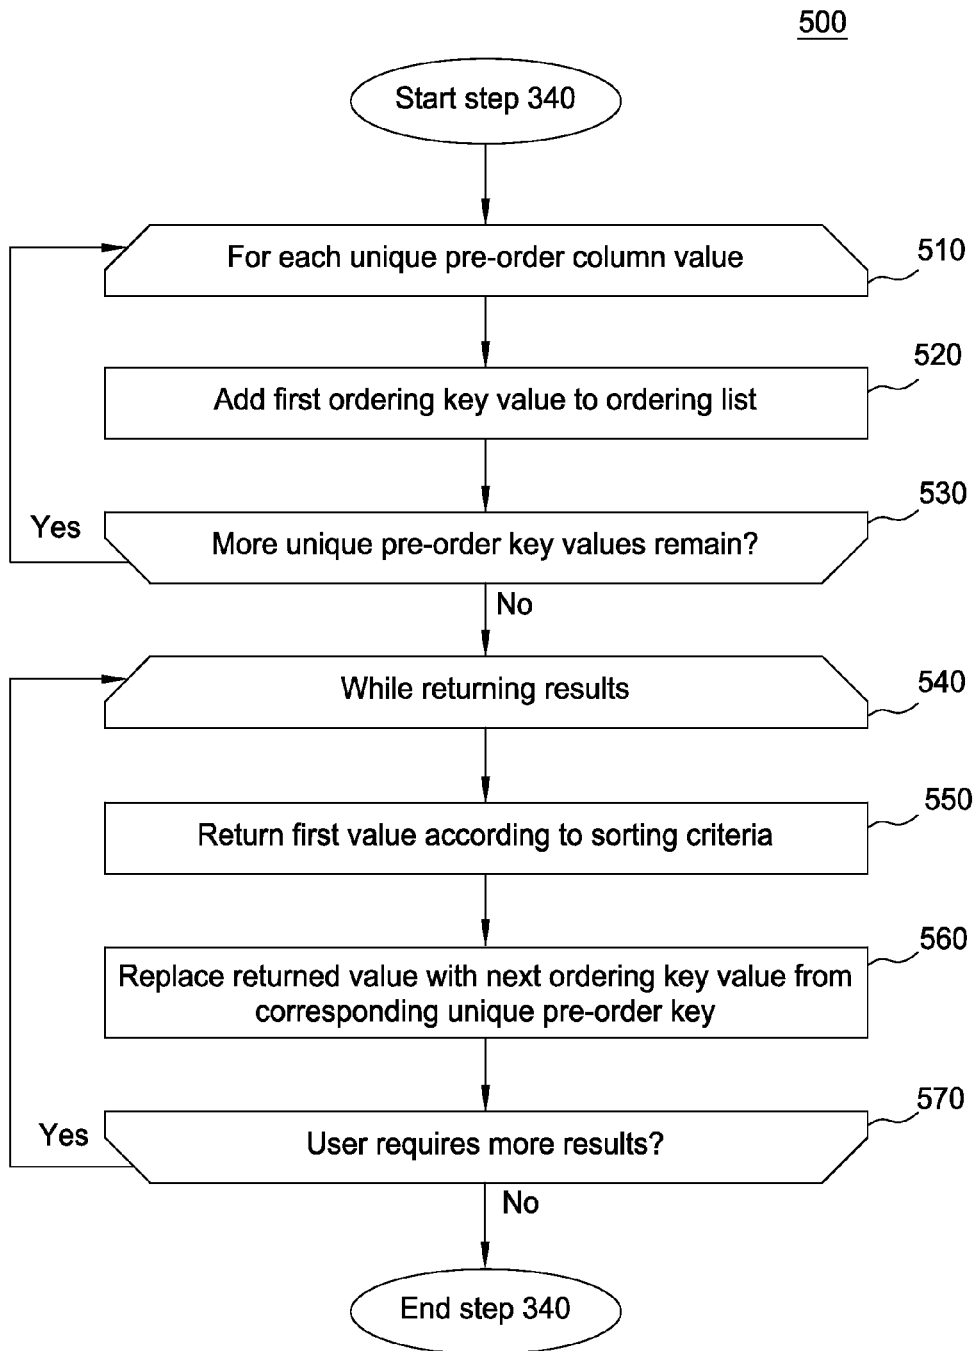 500
Start step 340
For each unique pre-order column value
510
520
Add first ordering key value to ordering list
530
Yes
More unique pre-order key values remain?
No
While returning results
540
550
Return first value according to sorting criteria
560
Replace returned value with next ordering key value from
corresponding unique pre-order key
570
Yes
User requires more results?
No
End step 340